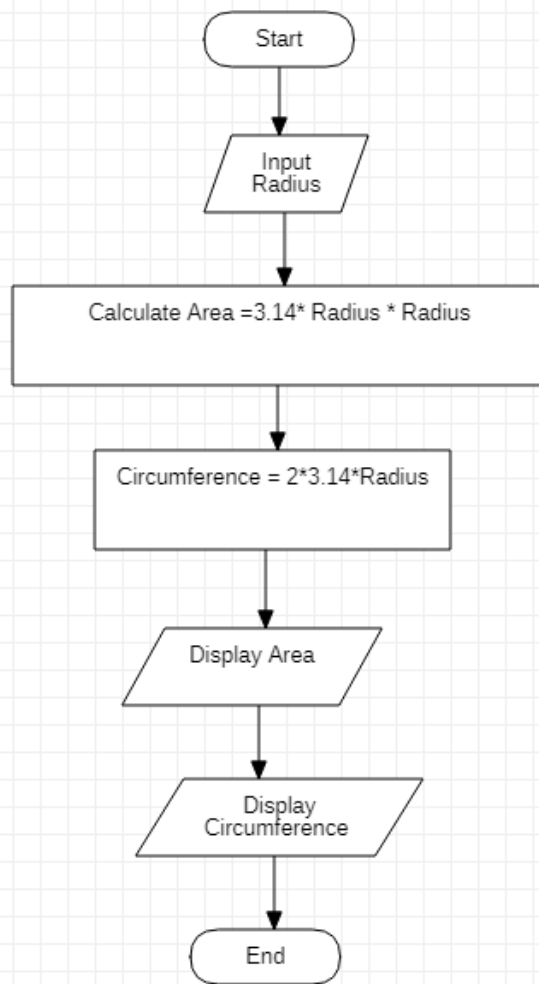 Start
Input
Radius
Calculate Area =3.14* Radius * Radius
Circumference = 2*3.14*Radius
Display Area
Display
Circumference
End